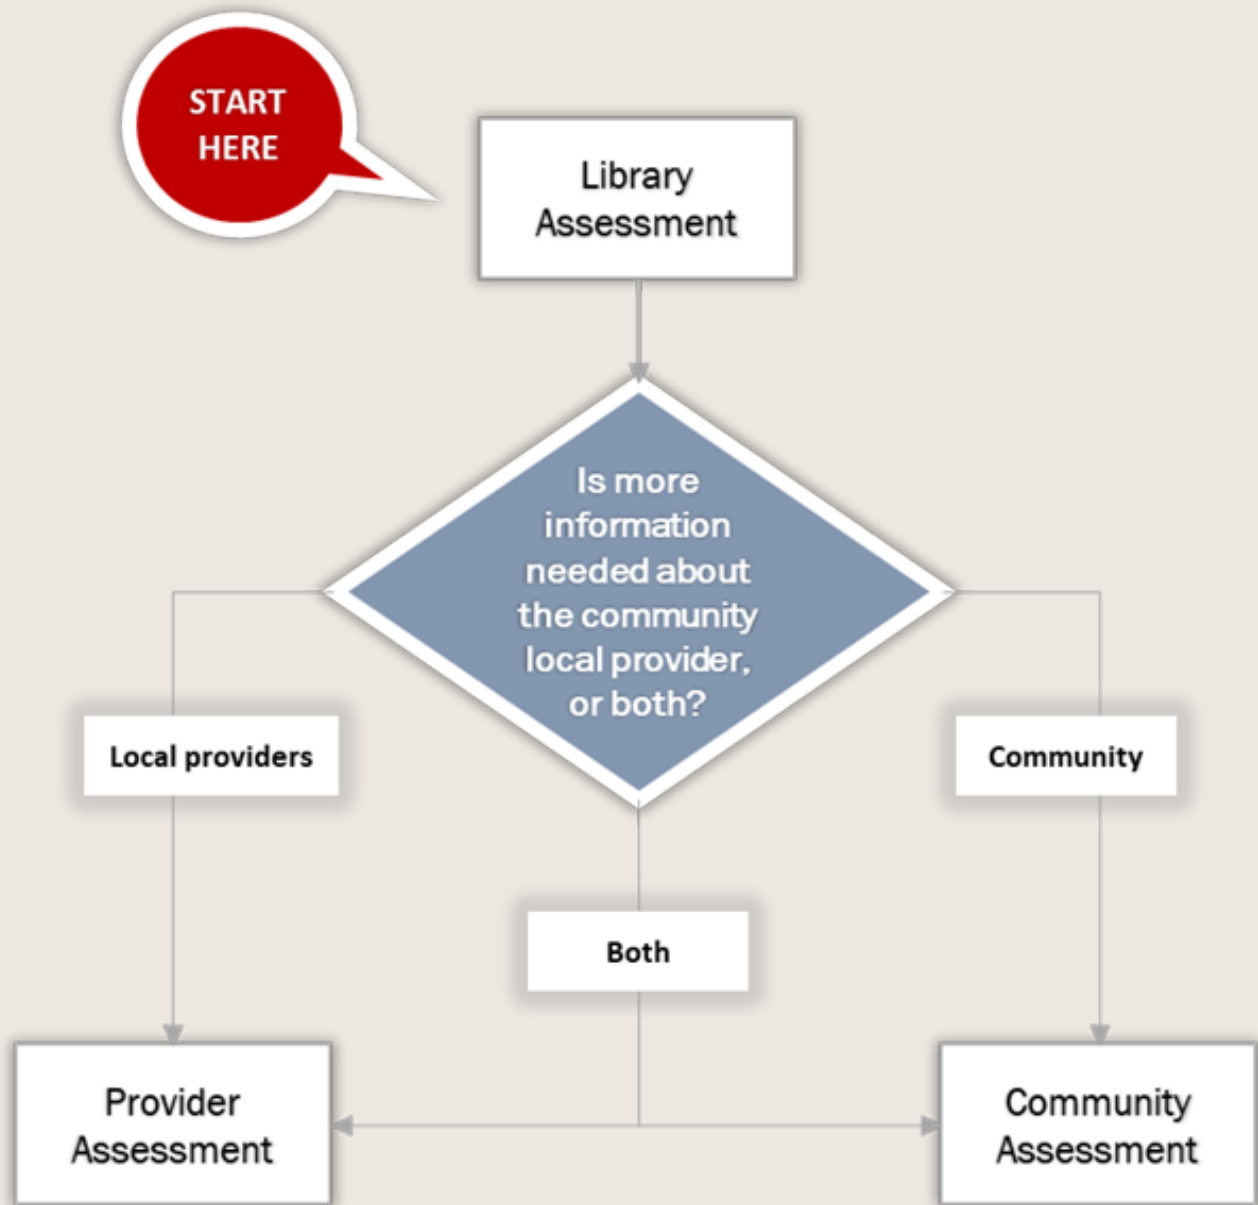 START
HERE
Library
Assessment
Is more
information
needed about
the community
local provider,
or both?
Local providers
Community
Both
Provider
Assessment
Community
Assessment